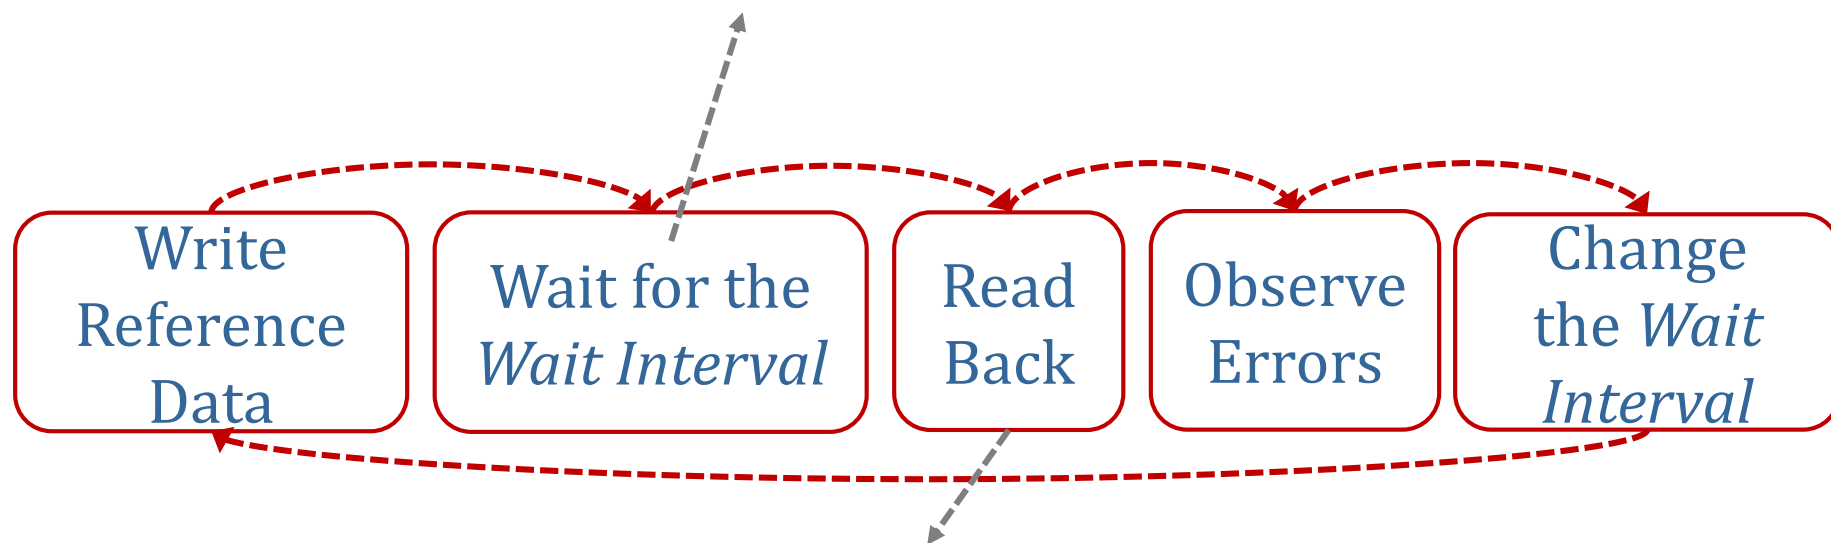 Write
Reference
Data
Wait for the
Wait Interval
Read
Back
Observe
Errors
Change
the Wait
Interval